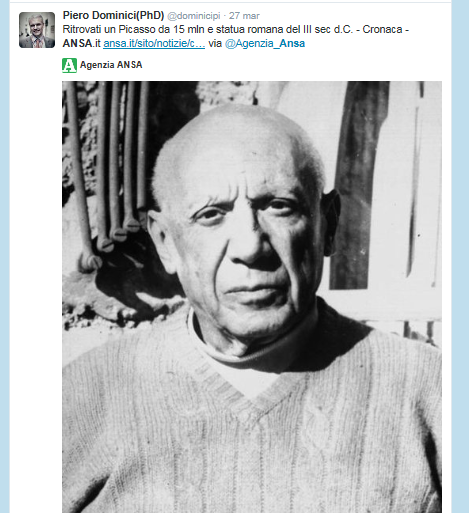 Piero Dominici(PhD) @dominicipi · 27 mar
Ritrovati un Picasso da 15 mln e statua romana del III sec d.C. - Cronaca -
ANSA.it ansa.it/sito/notizie/c... via @Agenzia_Ansa
A Agenzia ANSA